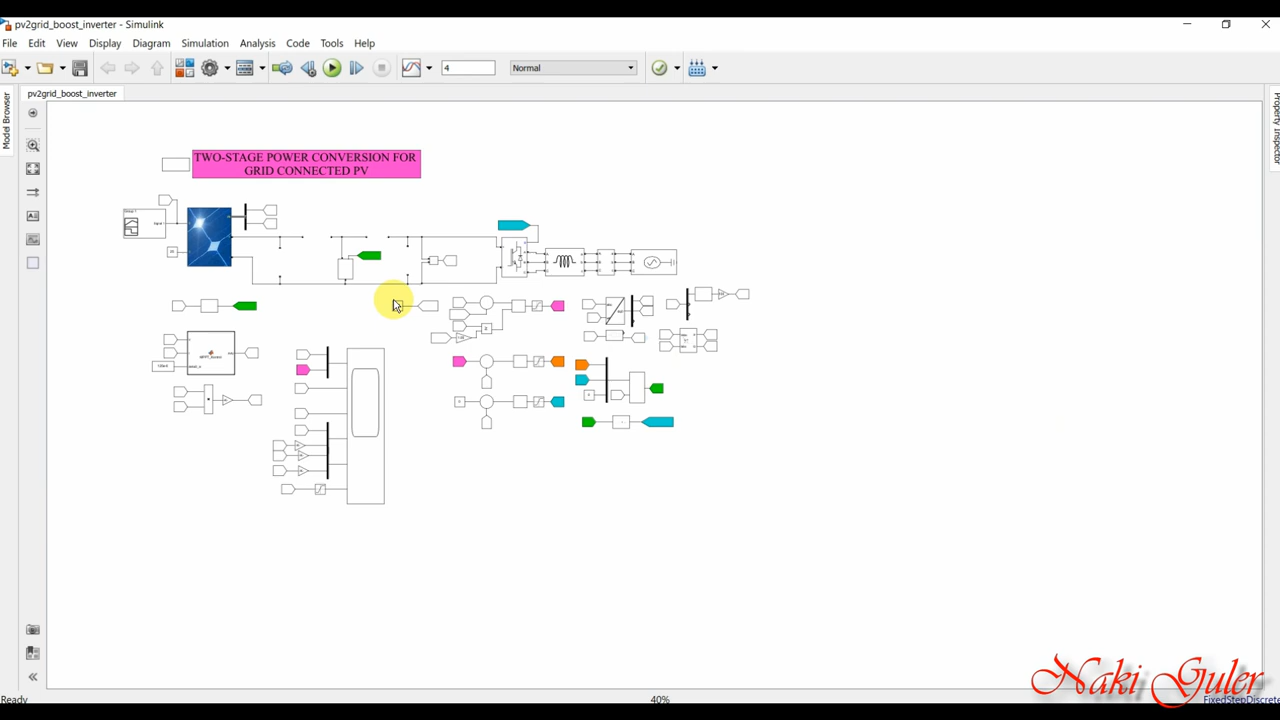 pv2grid_boost_inverter - Simulink
File Edit View Display Diagram Simulation Analysis Code Tools Help
4 Normal
pv2grid_boost_inverter
Model Browser
Property Inspector
TWO-STAGE POWER CONVERSION FOR
GRID CONNECTED PV
Naki Guler
Ready 40% FixedStepDiscrete